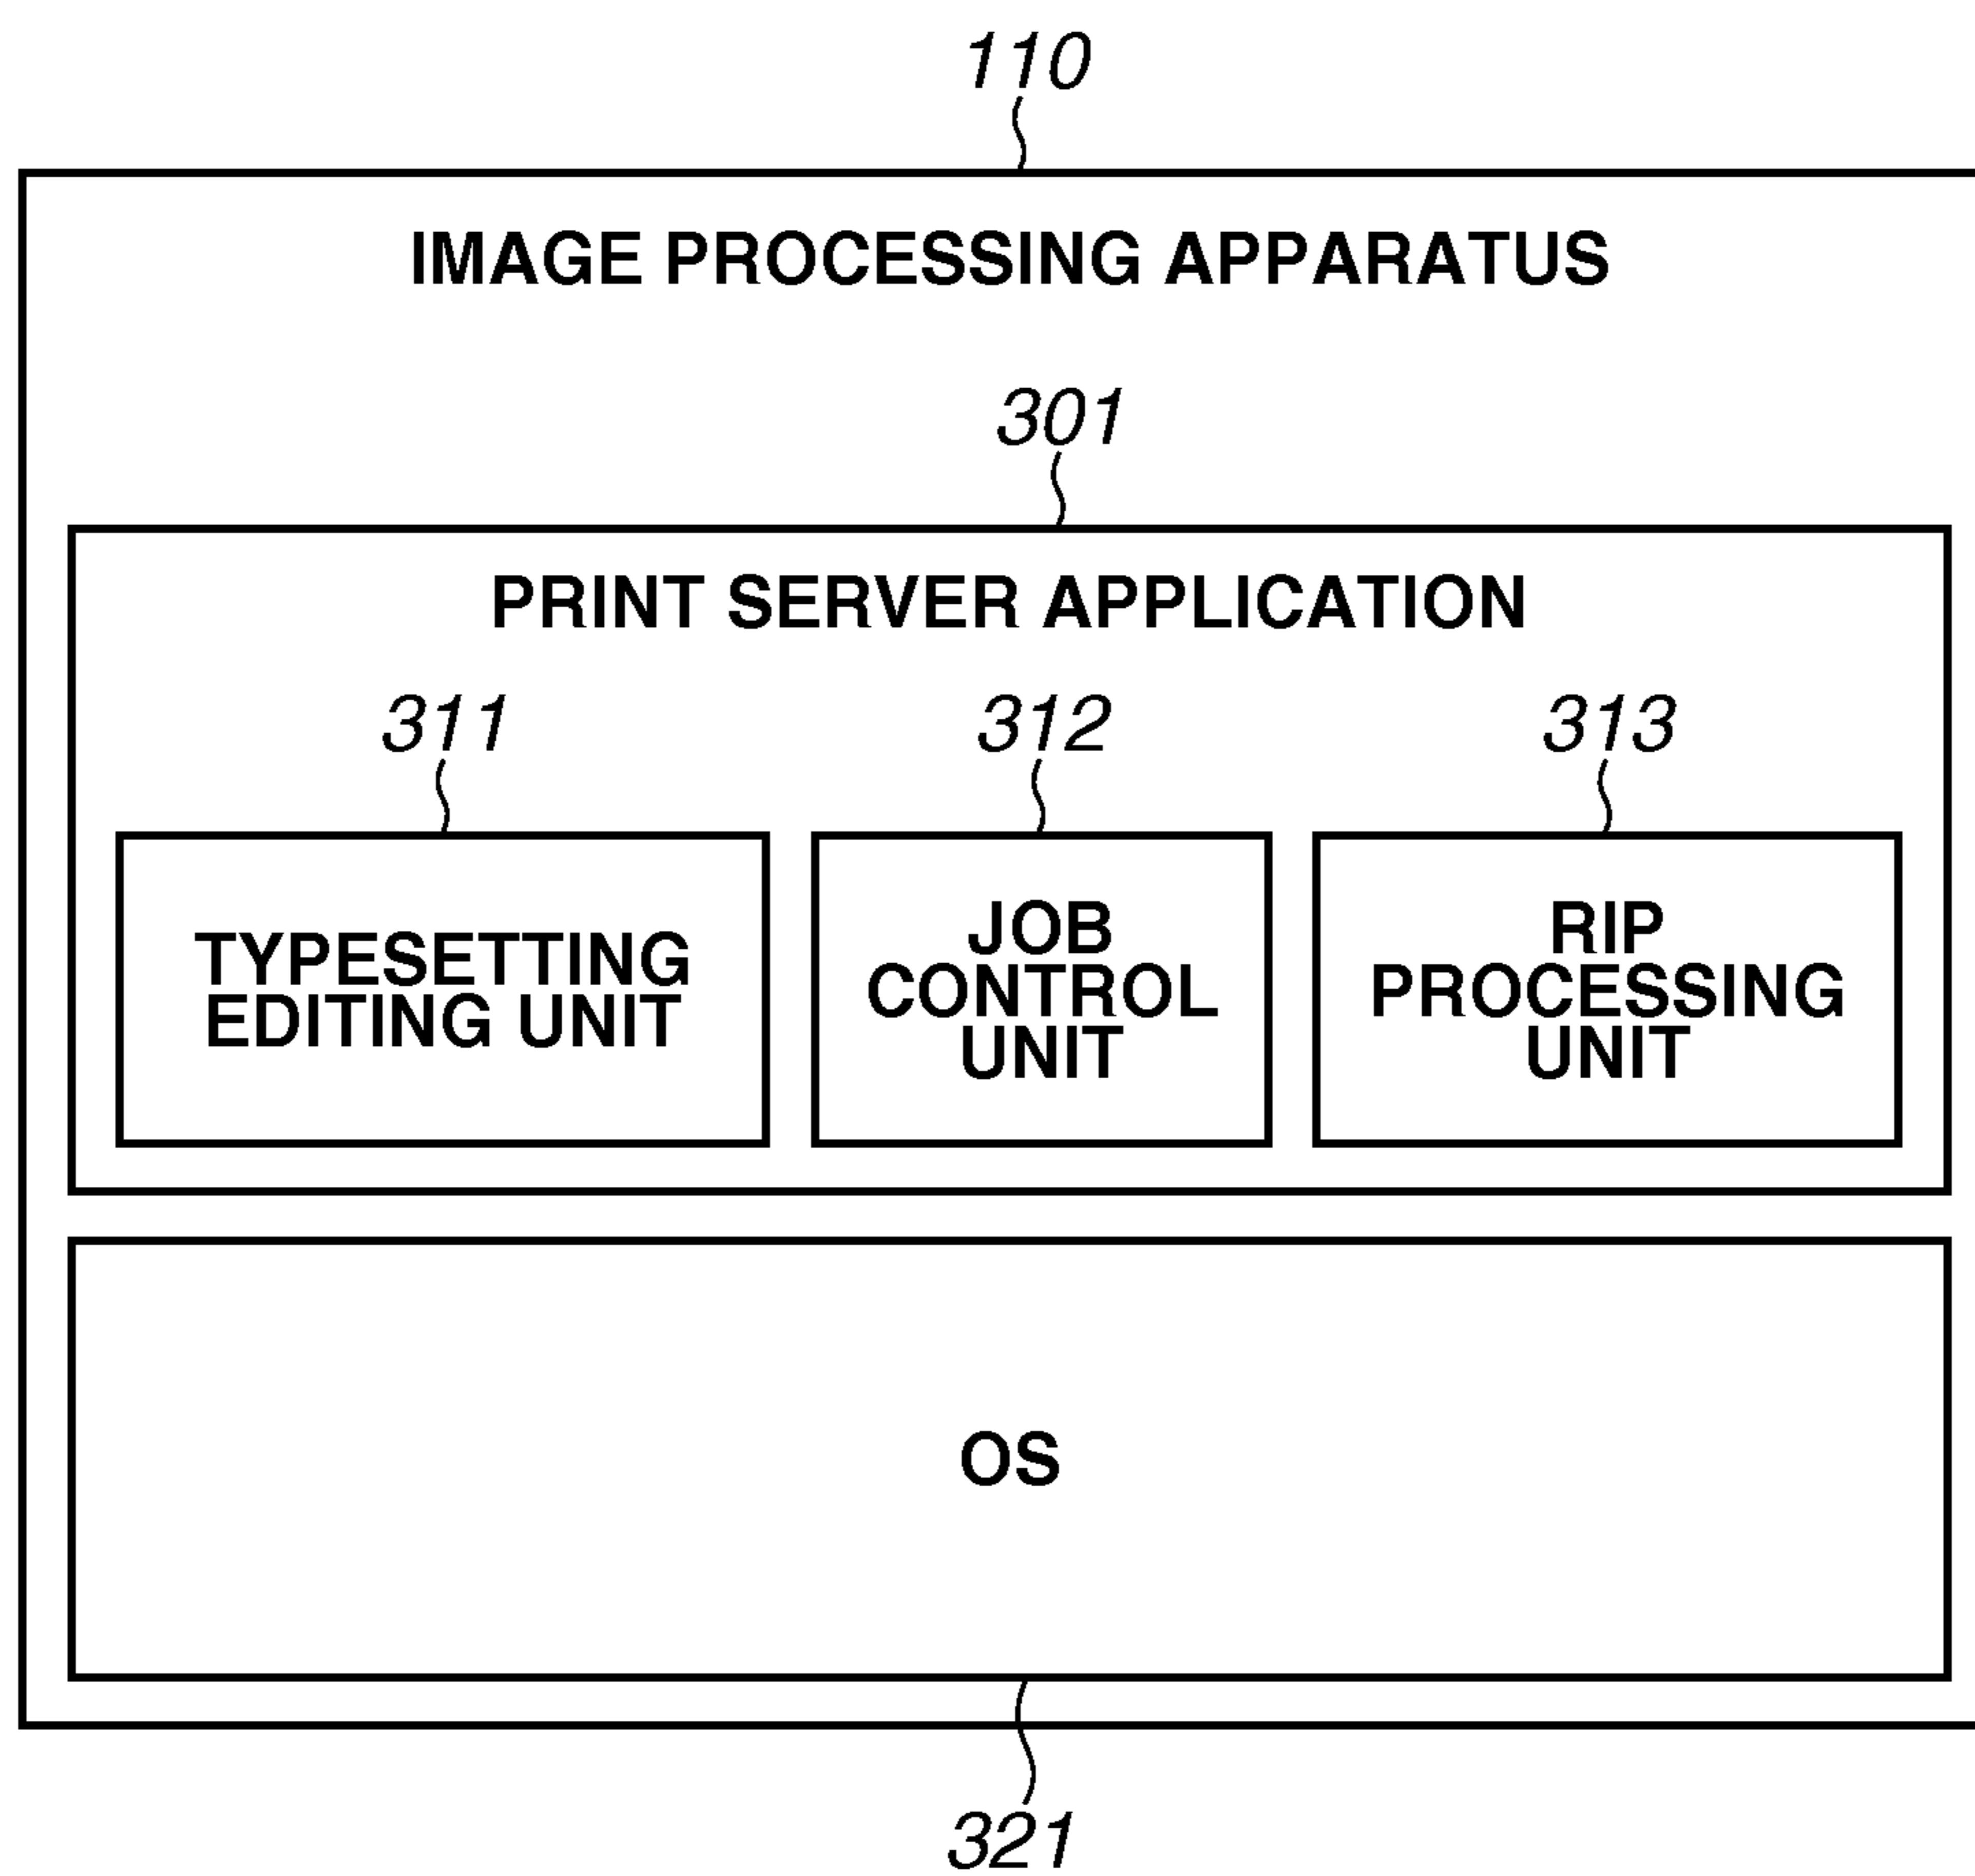 110
IMAGE PROCESSING APPARATUS
301
PRINT SERVER APPLICATION
311
312
313
TYPESETTING
EDITING UNIT
JOB
CONTROL
UNIT
RIP
PROCESSING
UNIT
OS
321